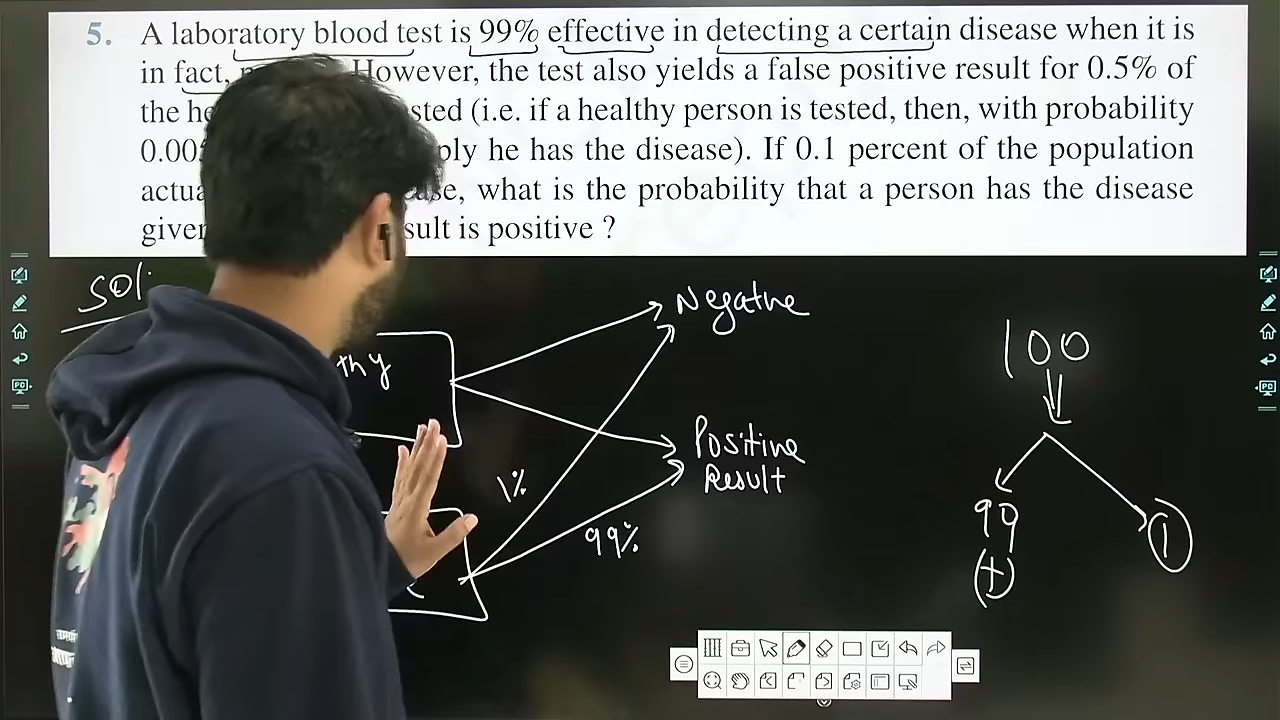 5. A laboratory blood test is 99% effective in detecting a certain disease when it is
in fact, However, the test also yields a false positive result for 0.5% of
the sted (i.e. if a healthy person is tested, then, with probability
0.00 ply he has the disease). If 0.1 percent of the population
actua ase, what is the probability that a person has the disease
given sult is positive ?
Sol:
thy
Negative
Positive
Result
1%
99%
100
99
(+)
1